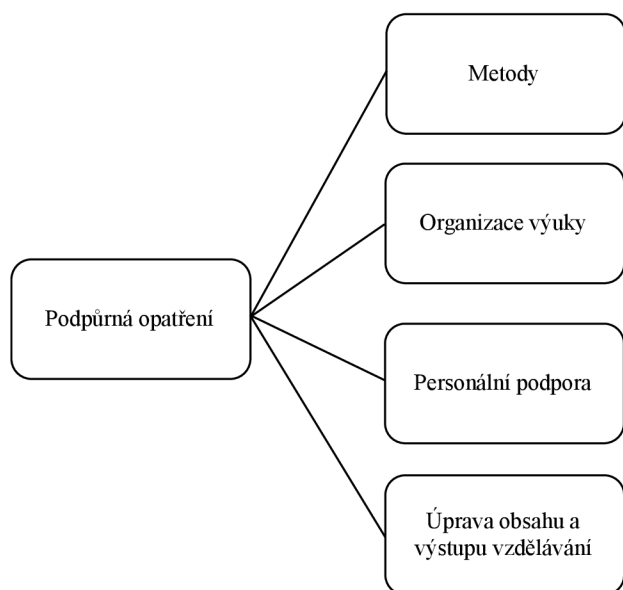 Metody
Organizace výuky
Podpůrná opatření
Personální podpora
Úprava obsahu a
výstupu vzdělávání